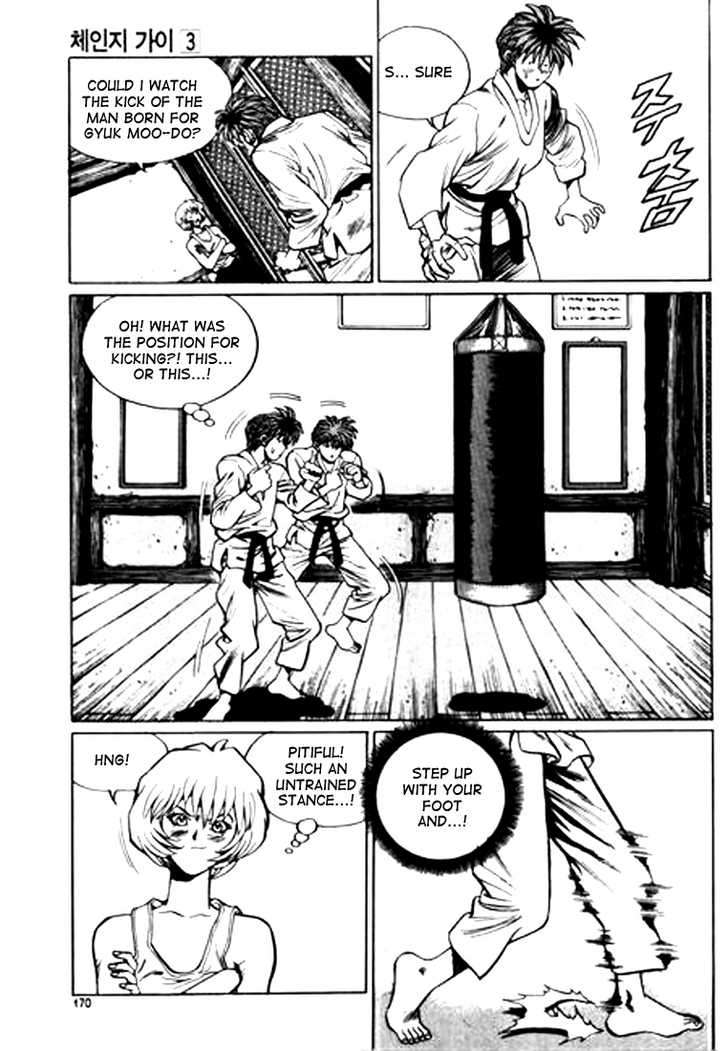 체인지 가이 3
COULD I WATCH
THE KICK OF THE
MAN BORN FOR
GYUK MOO-DO?
S... SURE
주
춤
OH! WHAT WAS
THE POSITION FOR
KICKING?! THIS...
OR THIS...!
HNG!
PITIFUL!
SUCH AN
UNTRAINED
STANCE...!
STEP UP
WITH YOUR
FOOT
AND...!
170